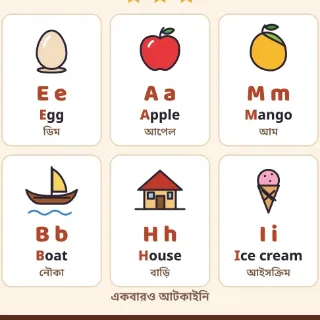 E e
A a
M m
Egg
Apple
Mango
ডিম
আপেল
আম
B b
H h
I i
Boat
House
Ice cream
নৌকা
বাড়ি
আইসক্রিম
একবারও আটকাইনি